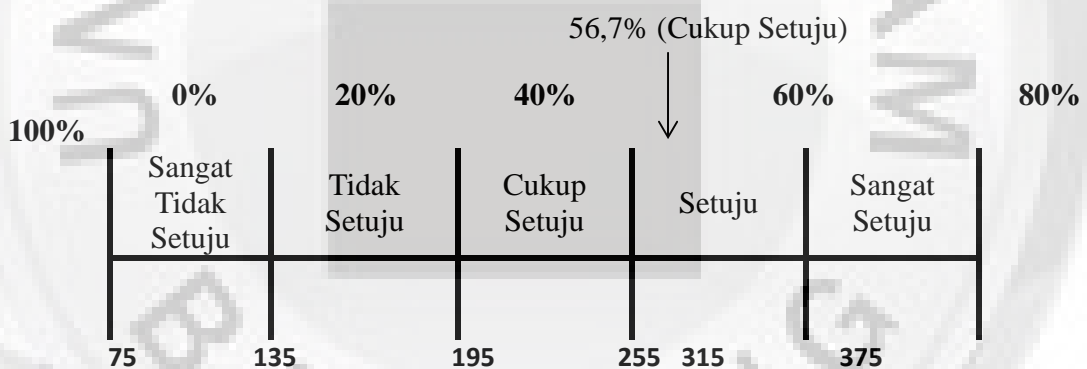 56,7% (Cukup Setuju)
0% 20% 40% 60% 80%
100%
Sangat Tidak Setuju
Tidak Setuju
Cukup Setuju
Setuju
Sangat Setuju
75 135 195 255 315 375